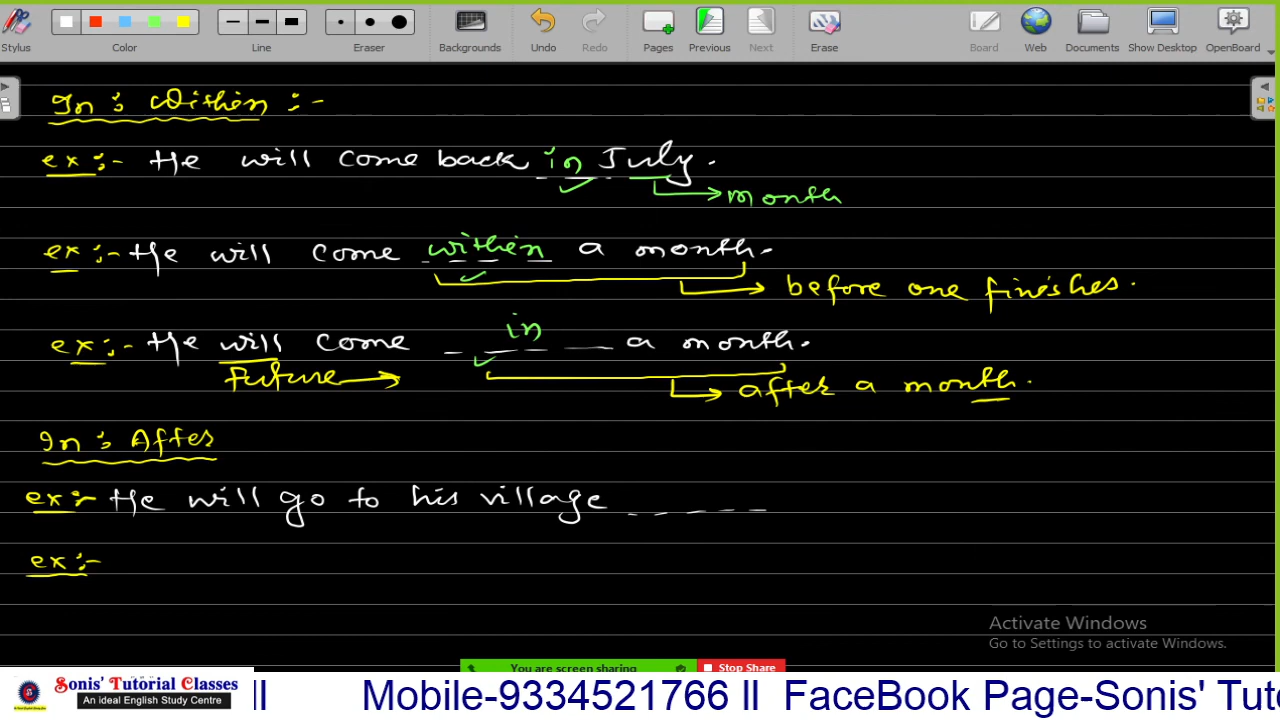 Stylus Color Line Eraser Backgrounds Undo Redo Pages Previous Next Erase Board Web Documents Show Desktop OpenBoard
In : Within :-
ex :- He will come back in July.
month
ex :- He will come within a month.
before one finishes.
ex :- He will come in a month.
Future
after a month.
In : After
ex :- He will go to his village _ _ _ _ _
ex :-
Activate Windows
Go to Settings to activate Windows.
You are screen sharing Stop Share
Sonis' Tutorial Classes
An ideal English Study Centre
ll Mobile-9334521766 ll FaceBook Page-Sonis' Tuto